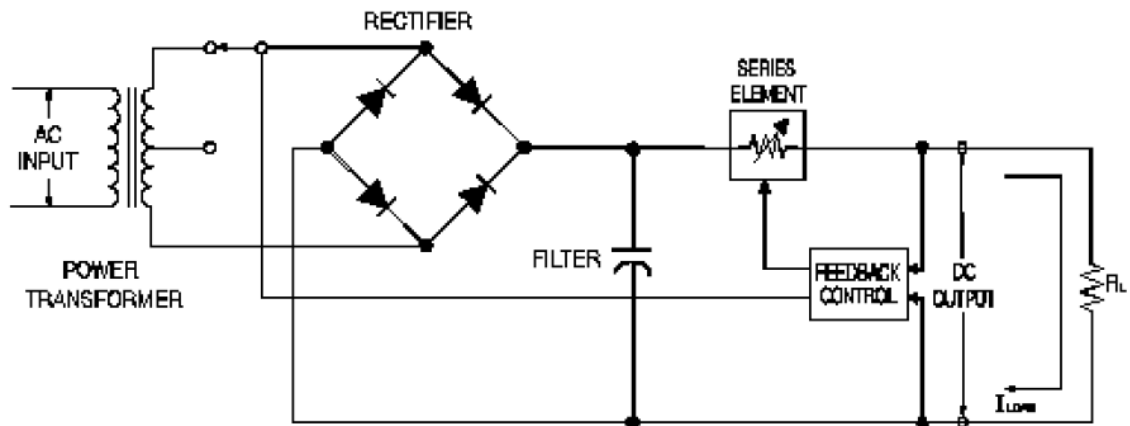 RECTIFIER
SERIES
ELEMENT
AC
INPUT
FILTER
FEEDBACK
CONTROL
DC
OUTPUT
RL
POWER
TRANSFORMER
ILOAD